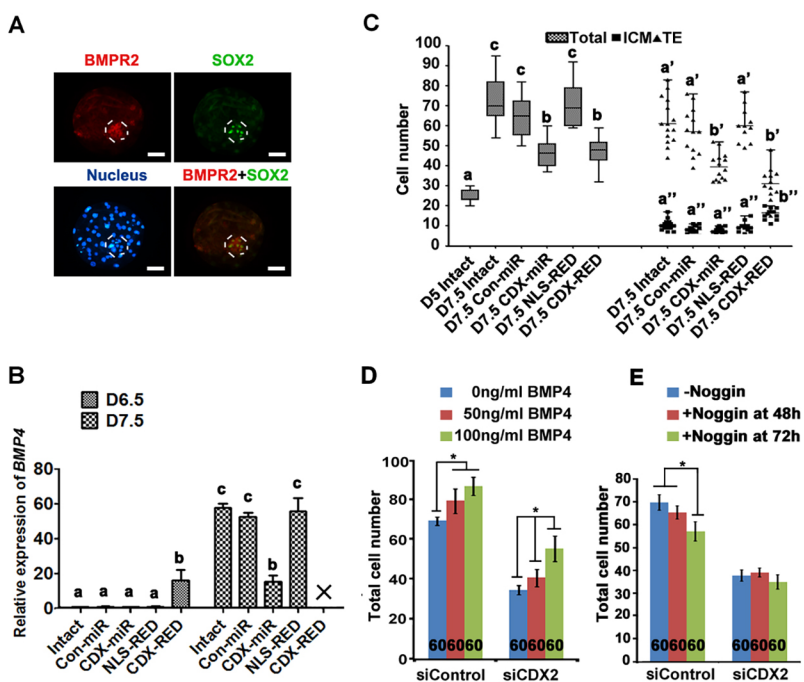 A
BMPR2
SOX2
Nucleus
BMPR2+SOX2
C
Total ICM TE
Cell number
100
90
80
70
60
50
40
30
20
10
a
c
c
b
c
b
a’
a’
b’
a’
b’
a’’
a’’
a’’
a’’
b’’
D5 Intact
D7.5 Intact
D7.5 Con-miR
D7.5 CDX-miR
D7.5 NLS-RED
D7.5 CDX-RED
D7.5 Intact
D7.5 Con-miR
D7.5 CDX-miR
D7.5 NLS-RED
D7.5 CDX-RED
B
D6.5
D7.5
Relative expression of BMP4
80
60
40
20
0
a
a
a
a
b
c
c
b
c
Intact
Con-miR
CDX-miR
NLS-RED
CDX-RED
Intact
Con-miR
CDX-miR
NLS-RED
CDX-RED
D
0ng/ml BMP4
50ng/ml BMP4
100ng/ml BMP4
Total cell number
100
80
60
40
20
0
*
*
606060
606060
siControl
siCDX2
E
-Noggin
+Noggin at 48h
+Noggin at 72h
Total cell number
80
70
60
50
40
30
20
10
0
*
606060
606060
siControl
siCDX2